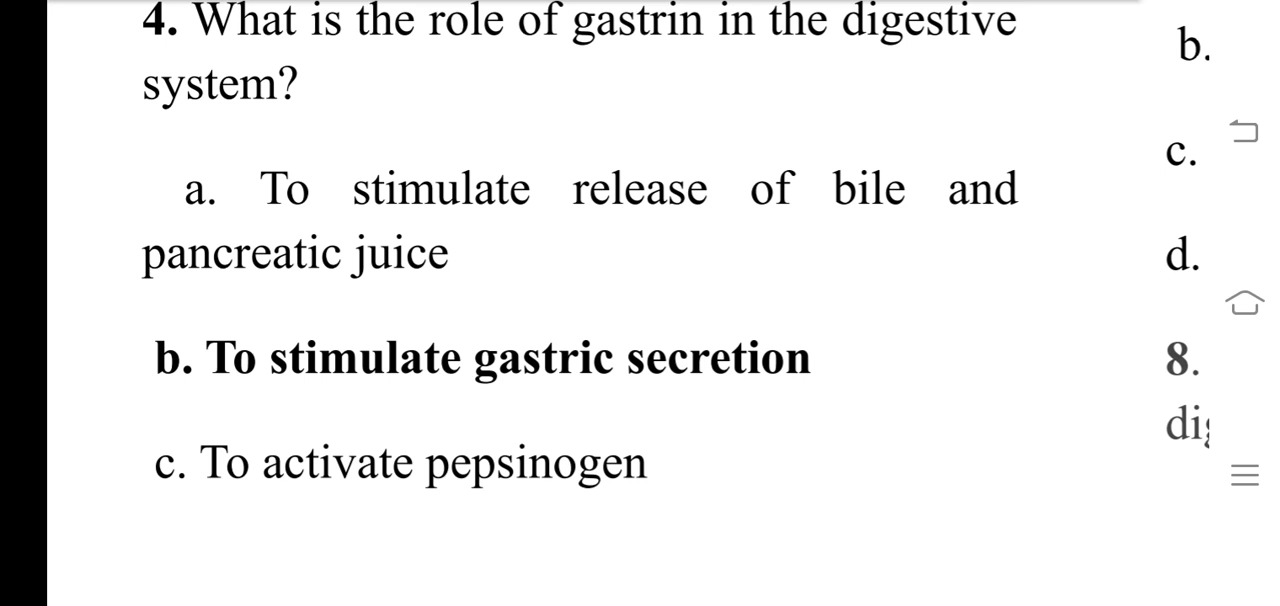 4. What is the role of gastrin in the digestive
system?
a. To stimulate release of bile and
pancreatic juice
b. To stimulate gastric secretion
c. To activate pepsinogen
b.
c.
d.
8.